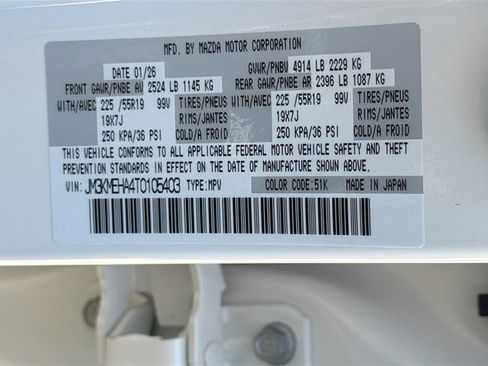 MFD. BY MAZDA MOTOR CORPORATION
DATE 01/26 GVWR/PNBV 4914 LB 2229 KG
FRONT GAWR/PNBE AV 2524 LB 1145 KG REAR GAWR/PNBE AR 2396 LB 1087 KG
WITH/AVEC 225 /55R19 99V TIRES/PNEUS WITH/AVEC 225 /55R19 99V TIRES/PNEUS
19X7J RIMS/JANTES 19X7J RIMS/JANTES
250 KPA/36 PSI COLD/A FROID 250 KPA/36 PSI COLD/A FROID
THIS VEHICLE CONFORMS TO ALL APPLICABLE FEDERAL MOTOR VEHICLE SAFETY AND THEFT
PREVENTION STANDARDS IN EFFECT ON THE DATE OF MANUFACTURE SHOWN ABOVE.
VIN: JM3KMEHA4T0105403 TYPE:MPV COLOR CODE:51K MADE IN JAPAN